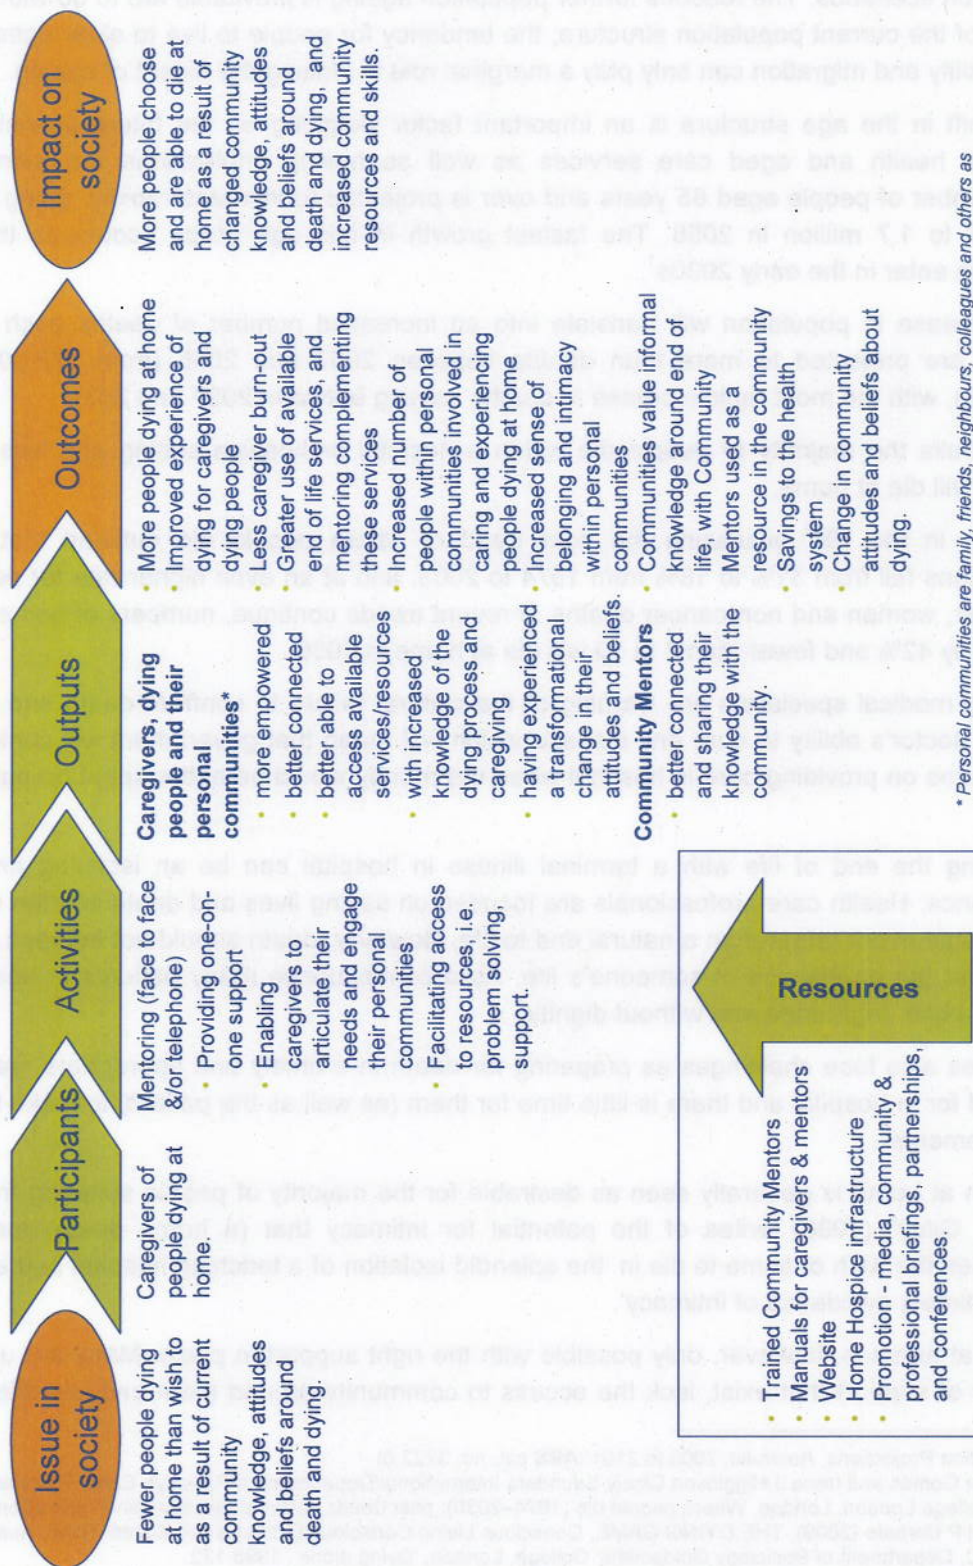 Issue in
society
Fewer people dying
at home than wish to
as a result of current
community
knowledge, attitudes
and beliefs around
death and dying.
Participants
Caregivers of
people dying at
home.
Activities
Mentoring (face to face
&/or telephone)
• Providing one-on-
one support
• Enabling
caregivers to
articulate their
needs and engage
their personal
communities*
• Facilitating access
to resources, i.e.
problem solving,
support.
Outputs
Caregivers, dying
people and their
personal
communities*
• more empowered
• better connected
• better able to
access available
services/resources
• with increased
knowledge of the
dying process and
caregiving
• having experienced
a transformational
change in their
attitudes and beliefs.
Community Mentors
• better connected
and sharing their
knowledge with the
community.
Outcomes
• More people dying at home
• Improved experience of
dying for caregivers and
dying people
• Less caregiver burn-out
• Greater use of available
end of life services, and
mentoring complementing
these services
• Increased number of
people within personal
communities involved in
caring and experiencing
people dying at home
• Increased sense of
belonging and intimacy
within personal
communities
• Communities value informal
knowledge around end of
life, with Community
Mentors used as a
resource in the community
• Savings to the health
system
• Change in community
attitudes and beliefs about
dying.
Impact on
society
More people choose
and are able to die at
home as a result of
changed community
knowledge, attitudes
and beliefs around
death and dying, and
increased community
resources and skills.
• Trained Community Mentors
• Manuals for caregivers & mentors
• Website
• Home Hospice infrastructure
• Promotion - media, community &
professional briefings, partnerships,
and conferences.
Resources
* Personal communities are family, friends, neighbors, colleagues and others as